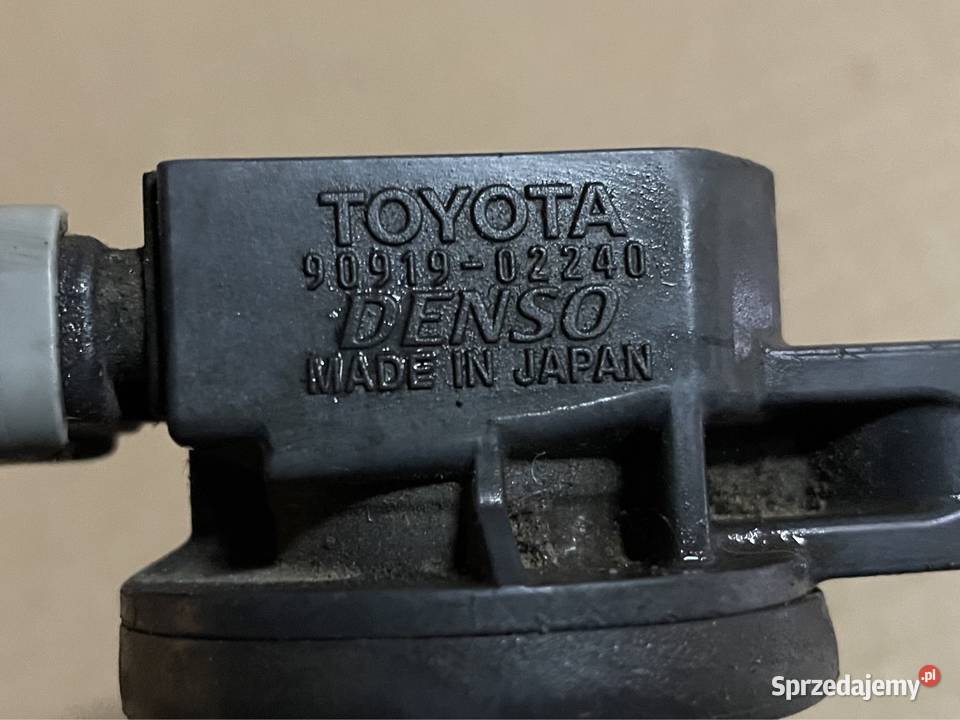 TOYOTA
90919-02240
DENSO
MADE IN JAPAN
Sprzedajemy.pl